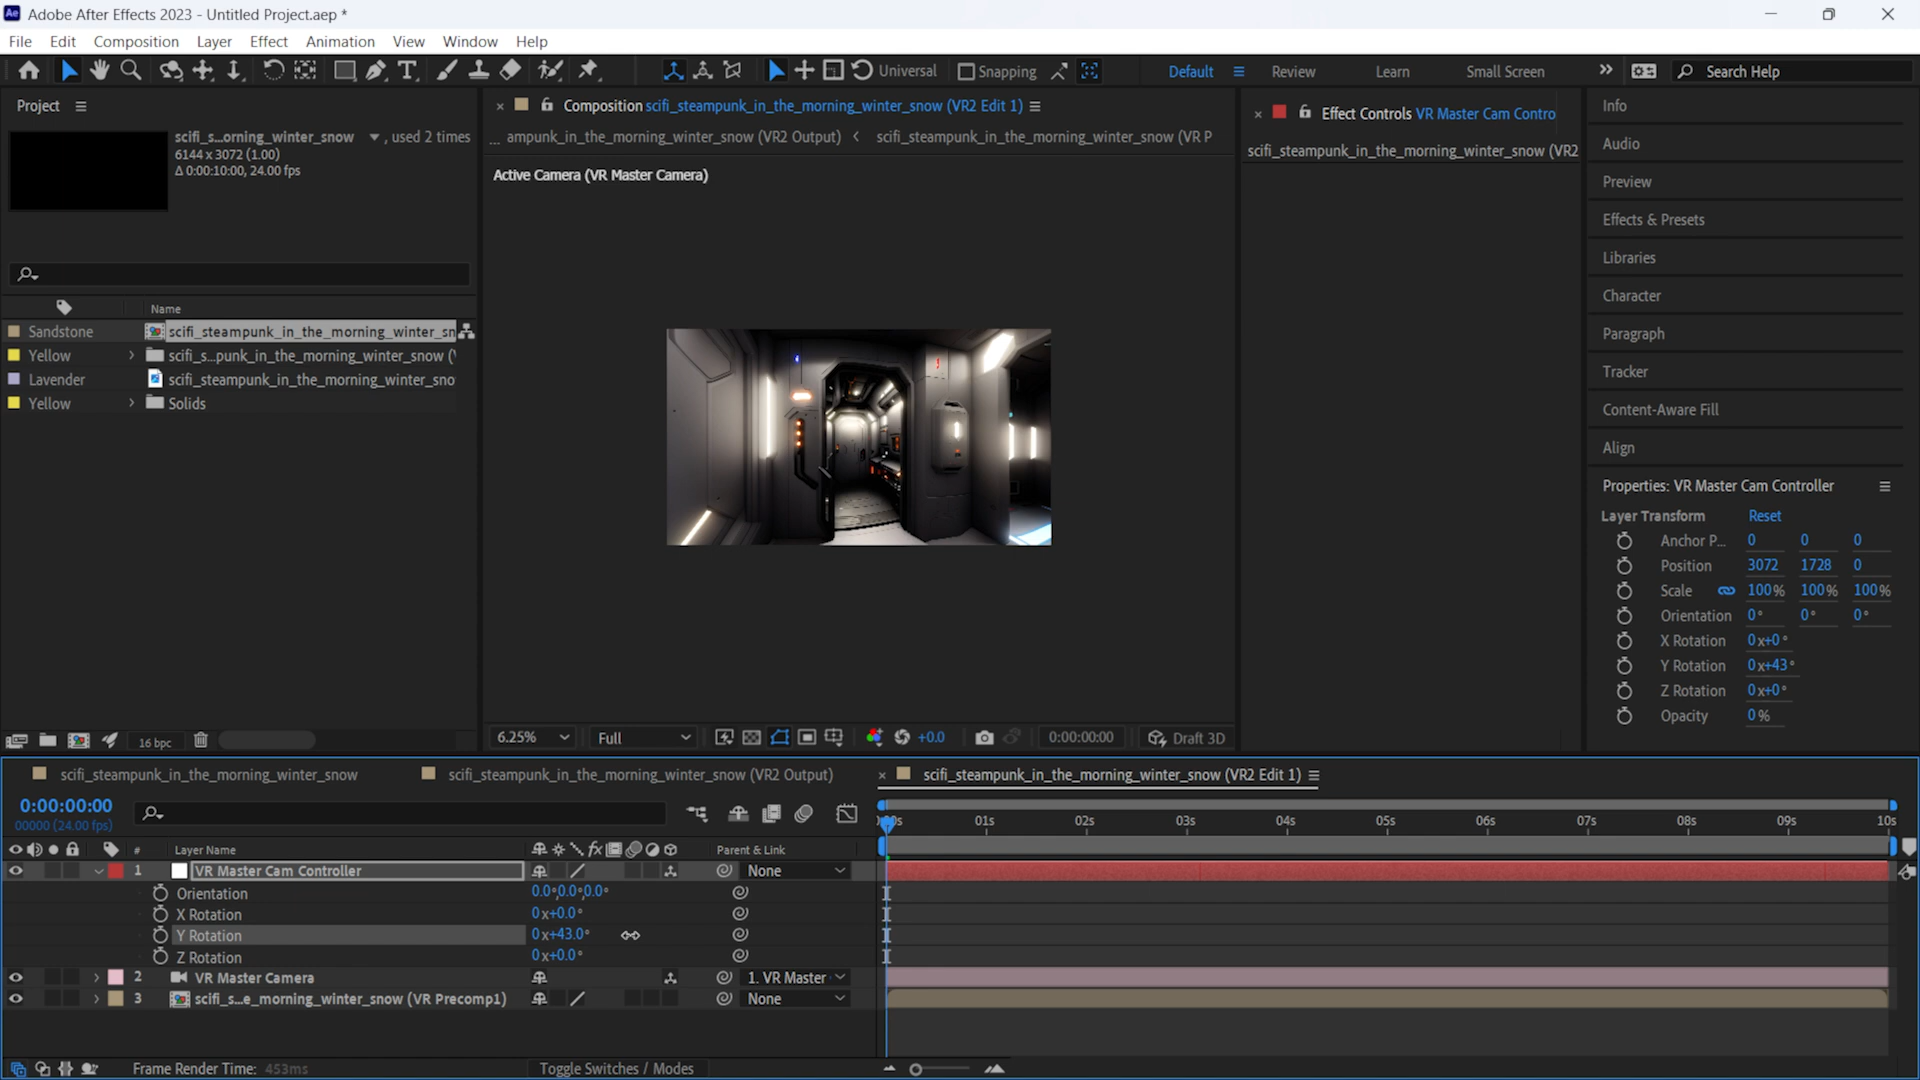 Adobe After Effects 2023 - Untitled Project.aep *
File Edit Composition Layer Effect Animation View Window Help
Universal Snapping Default Review Learn Small Screen Search Help
Project
scifi_s...orning_winter_snow , used 2 times
6144 x 3072 (1.00)
Δ 0:00:10:00, 24.00 fps
Name
Sandstone scifi_steampunk_in_the_morning_winter_sn
Yellow scifi_s...punk_in_the_morning_winter_snow (
Lavender scifi_steampunk_in_the_morning_winter_sno
Yellow Solids
16 bpc
Composition scifi_steampunk_in_the_morning_winter_snow (VR2 Edit 1)
... ampunk_in_the_morning_winter_snow (VR2 Output) < scifi_steampunk_in_the_morning_winter_snow (VR P
Active Camera (VR Master Camera)
6.25% Full +0.0 0:00:00:00 Draft 3D
Effect Controls VR Master Cam Contro
scifi_steampunk_in_the_morning_winter_snow (VR2
Info
Audio
Preview
Effects & Presets
Libraries
Character
Paragraph
Tracker
Content-Aware Fill
Align
Properties: VR Master Cam Controller
Layer Transform Reset
Anchor P... 0 0 0
Position 3072 1728 0
Scale 100% 100% 100%
Orientation 0° 0° 0°
X Rotation 0x+0°
Y Rotation 0x+43°
Z Rotation 0x+0°
Opacity 0%
scifi_steampunk_in_the_morning_winter_snow scifi_steampunk_in_the_morning_winter_snow (VR2 Output) scifi_steampunk_in_the_morning_winter_snow (VR2 Edit 1)
0:00:00:00
00000 (24.00 fps)
01s 02s 03s 04s 05s 06s 07s 08s 09s 10s
# Layer Name Parent & Link
1 VR Master Cam Controller None
Orientation 0.0°,0.0°,0.0°
X Rotation 0x+0.0°
Y Rotation 0x+43.0°
Z Rotation 0x+0.0°
2 VR Master Camera 1. VR Master
3 scifi_s...e_morning_winter_snow (VR Precomp1) None
Frame Render Time: 453ms Toggle Switches / Modes